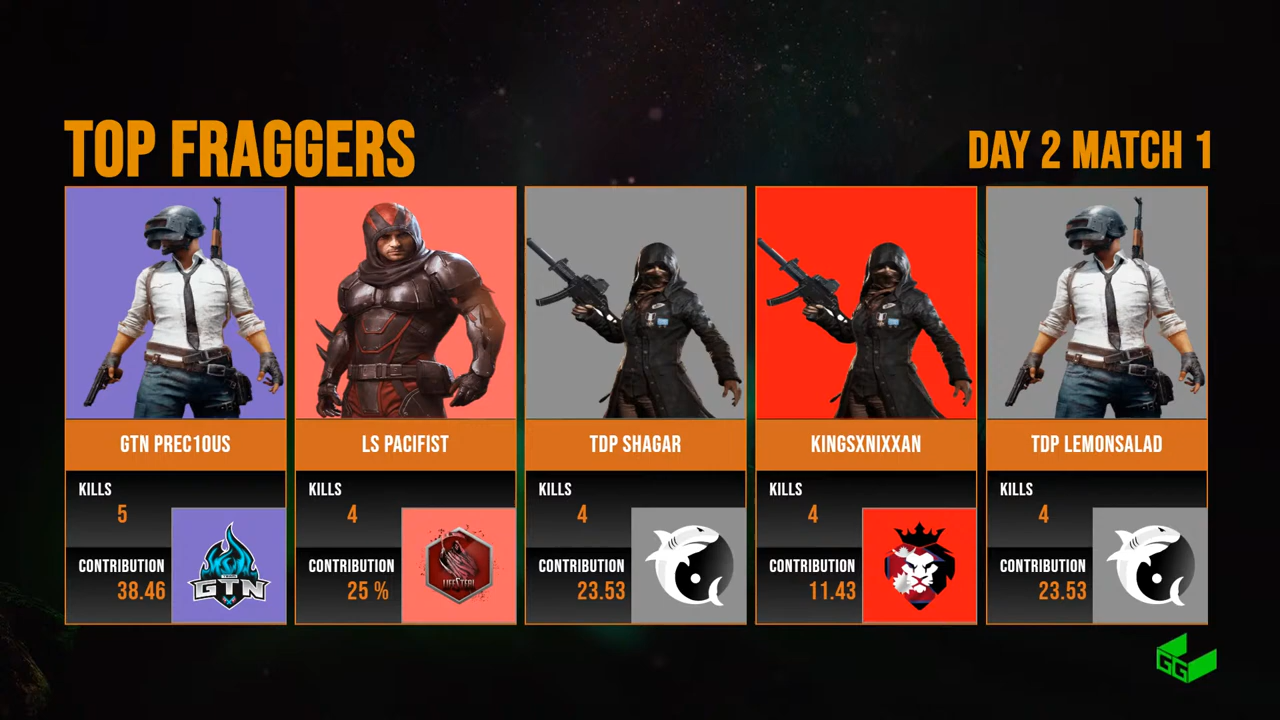 TOP FRAGGERS
DAY 2 MATCH 1
GTN PREC1OUS
KILLS
5
CONTRIBUTION
38.46
GTN
LS PACIFIST
KILLS
4
CONTRIBUTION
25 %
LIFESTEAL
TDP SHAGAR
KILLS
4
CONTRIBUTION
23.53
KINGSXNIXXAN
KILLS
4
CONTRIBUTION
11.43
TDP LEMONSALAD
KILLS
4
CONTRIBUTION
23.53
GG